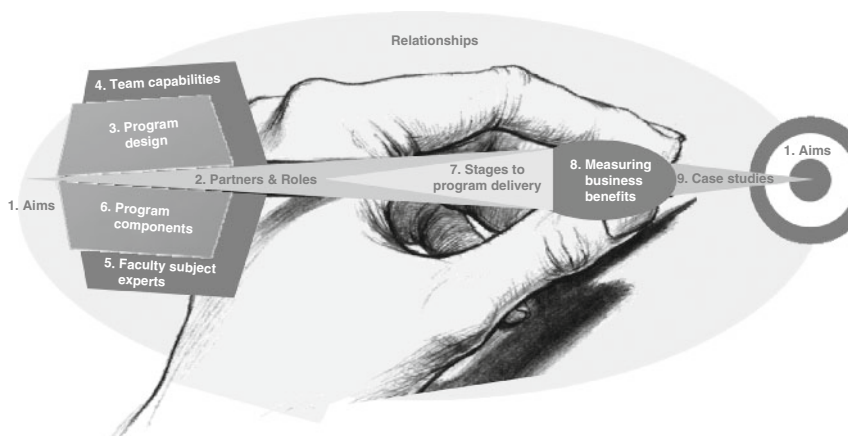 Relationships
4. Team capabilities
3. Program
design
1. Aims
2. Partners & Roles
7. Stages to
program delivery
8. Measuring
business
benefits
9. Case studies
1. Aims
6. Program
components
5. Faculty subject
experts